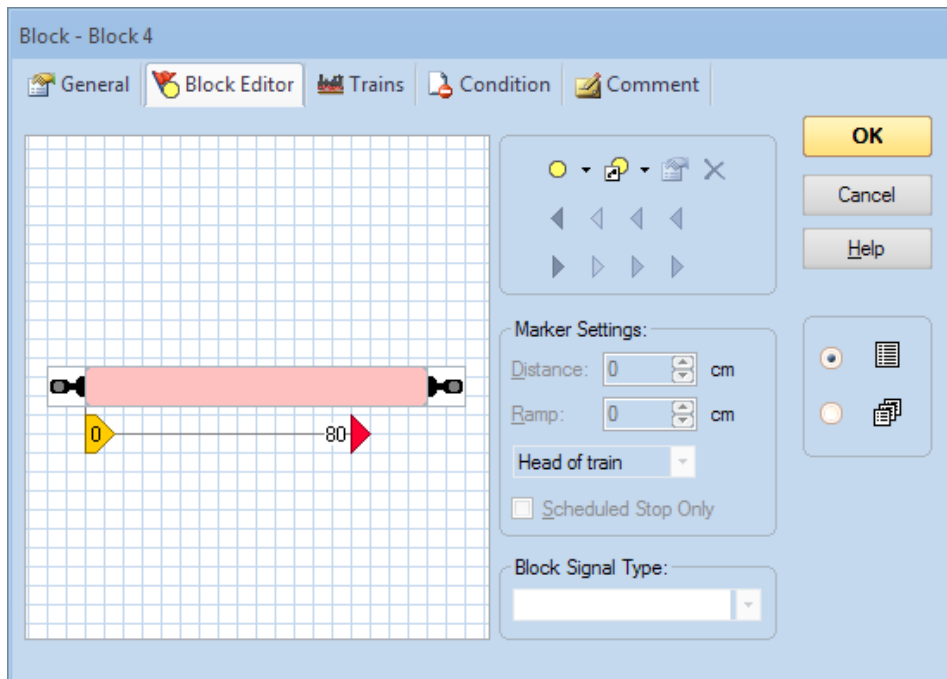 Block - Block 4
General
Block Editor
Trains
Condition
Comment
OK
Cancel
Help
Marker Settings:
Distance: 0 cm
Ramp: 0 cm
Head of train
Scheduled Stop Only
0
80
Block Signal Type: